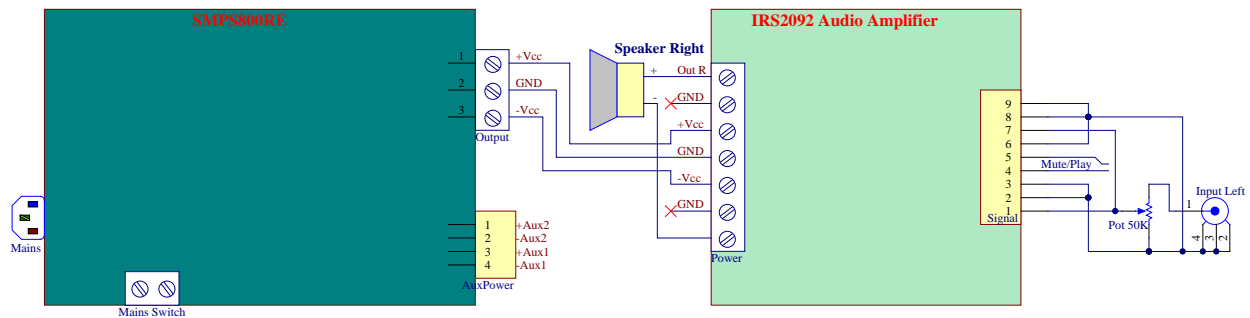 SMPS800RE
IRS2092 Audio Amplifier
Speaker Right
1
2
3
+Vcc
GND
-Vcc
Output
+
-
Out R
GND
+Vcc
GND
-Vcc
GND
Power
9
8
7
6
5
4
3
2
1
Signal
Mute/Play
Pot 50K
Input Left
1
4
3
2
Mains
Mains Switch
1
2
3
4
+Aux2
-Aux2
+Aux1
-Aux1
AuxPower